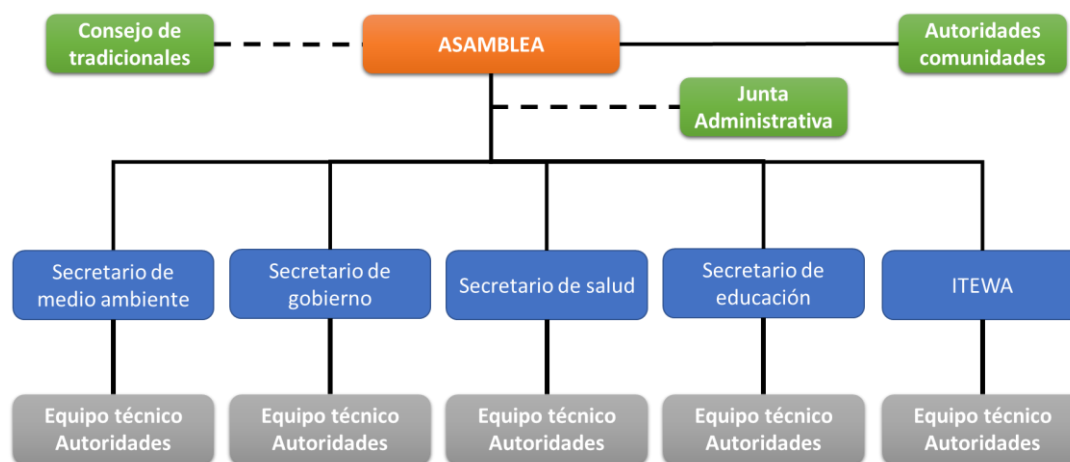 Consejo de
tradicionales
ASAMBLEA
Autoridades
comunidades
Junta
Administrativa
Secretario de
medio ambiente
Secretario de
gobierno
Secretario de salud
Secretario de
educación
ITEWA
Equipo técnico
Autoridades
Equipo técnico
Autoridades
Equipo técnico
Autoridades
Equipo técnico
Autoridades
Equipo técnico
Autoridades